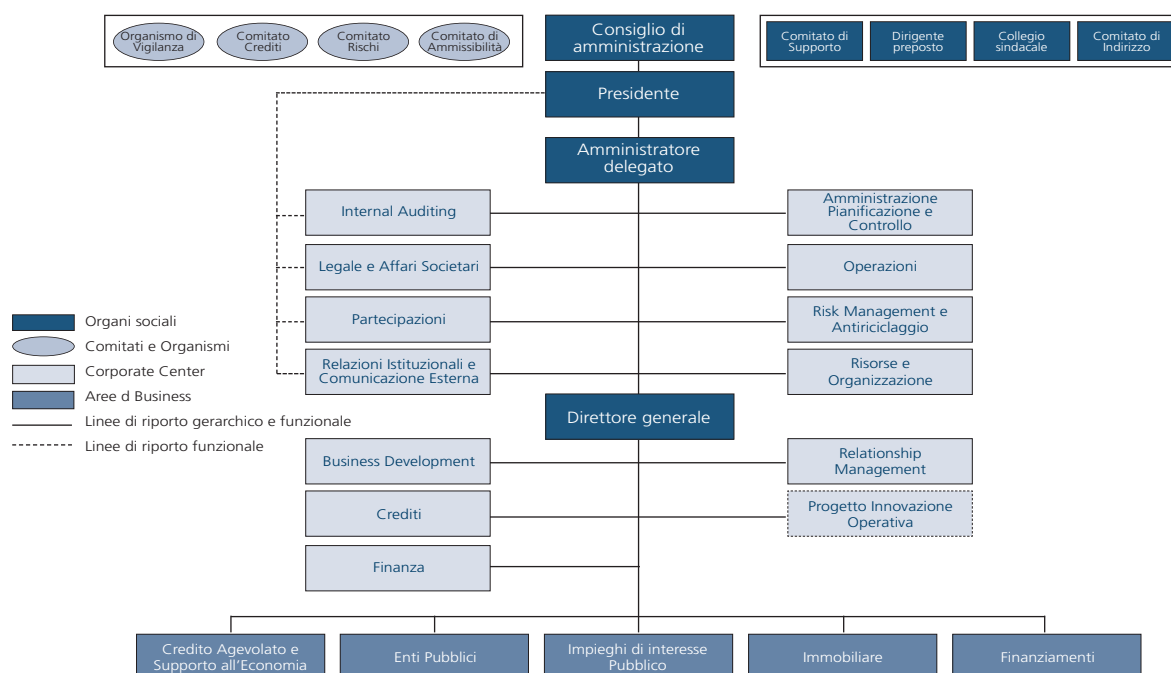 Organismo di
Vigilanza
Comitato
Crediti
Comitato
Rischi
Comitato di
Ammissibilità
Consiglio di
amministrazione
Comitato di
Supporto
Dirigente
preposto
Collegio
sindacale
Comitato di
Indirizzo
Presidente
Amministratore
delegato
Internal Auditing
Amministrazione
Pianificazione e
Controllo
Legale e Affari Societari
Operazioni
Partecipazioni
Risk Management e
Antiriciclaggio
Relazioni Istituzionali e
Comunicazione Esterna
Risorse e
Organizzazione
Organi sociali
Comitati e Organismi
Corporate Center
Aree d Business
Linee di riporto gerarchico e funzionale
Linee di riporto funzionale
Direttore generale
Business Development
Relationship
Management
Crediti
Progetto Innovazione
Operativa
Finanza
Credito Agevolato e
Supporto all'Economia
Enti Pubblici
Impieghi di interesse
Pubblico
Immobiliare
Finanziamenti